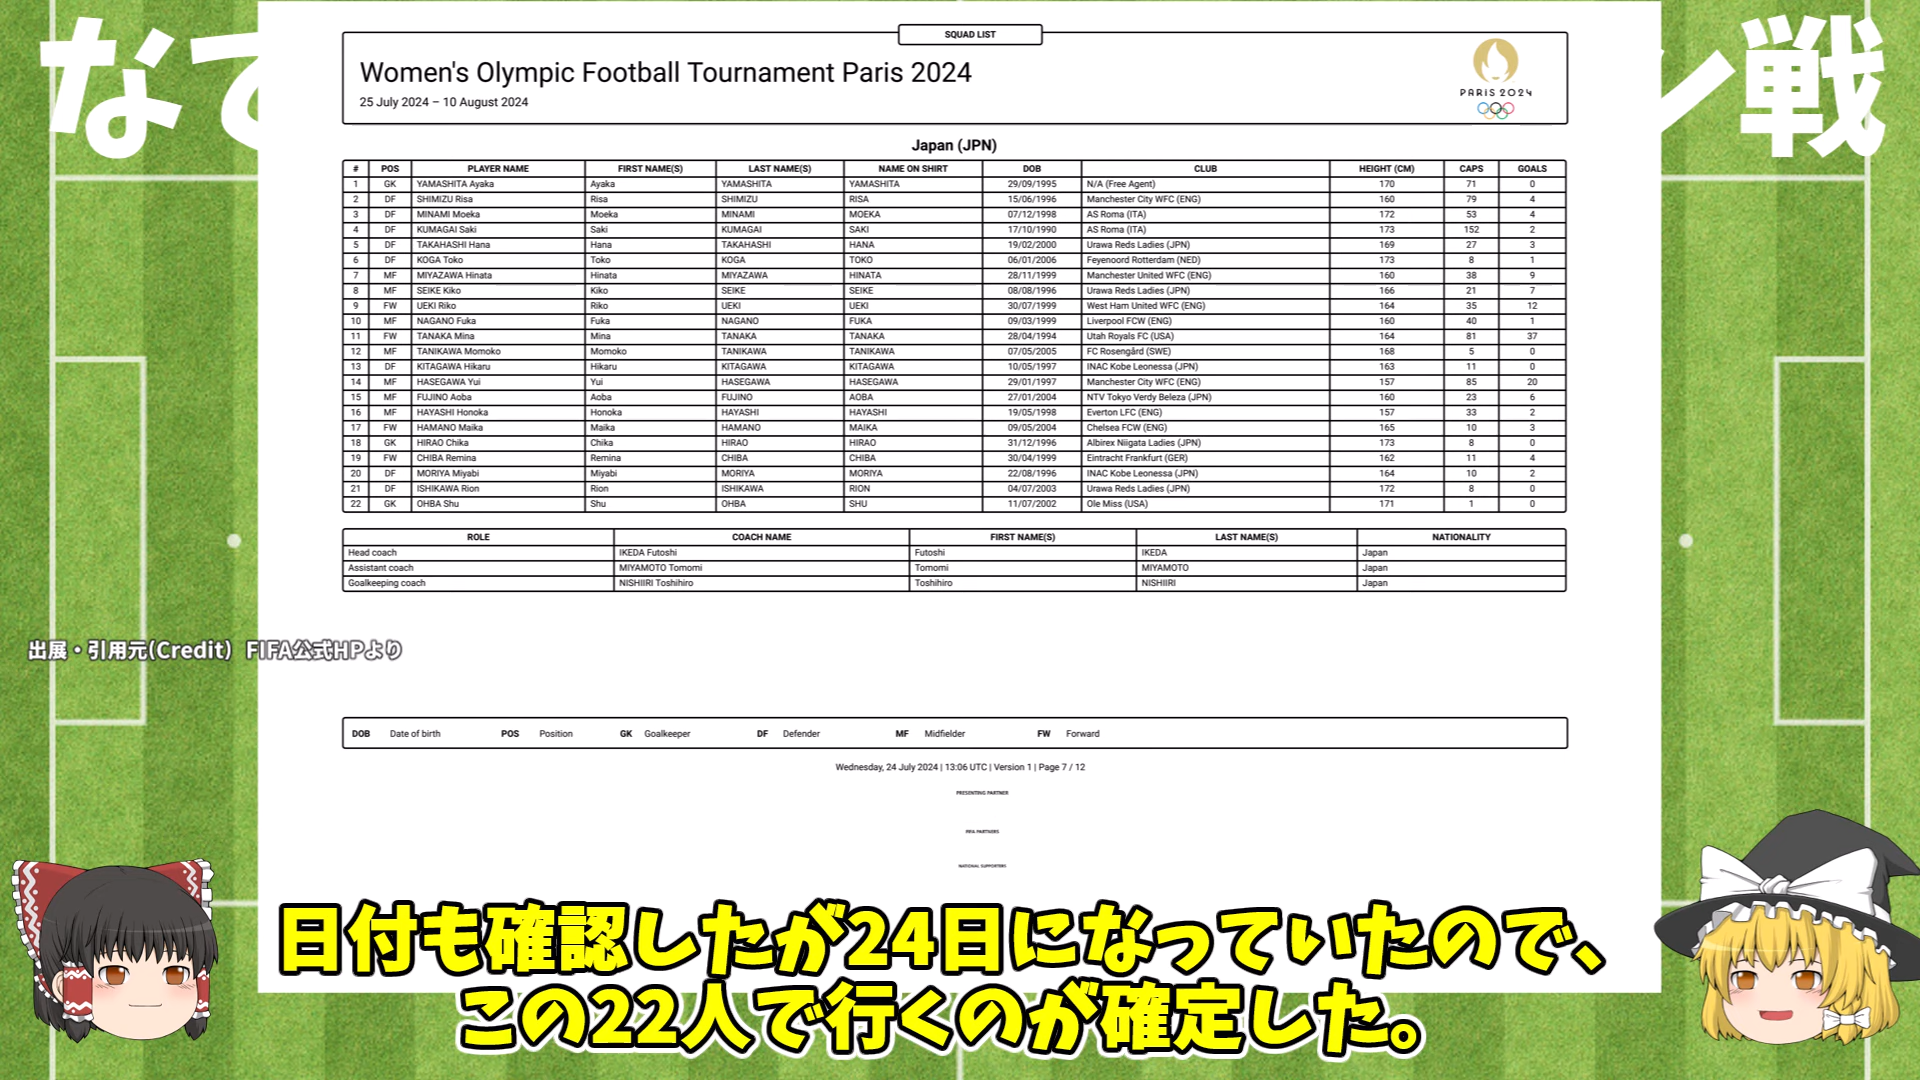 なで
ン戦
SQUAD LIST
Women's Olympic Football Tournament Paris 2024
25 July 2024 – 10 August 2024
PARIS 2024
Japan (JPN)
# POS PLAYER NAME FIRST NAME(S) LAST NAME(S) NAME ON SHIRT DOB CLUB HEIGHT (CM) CAPS GOALS
1 GK YAMASHITA Ayaka Ayaka YAMASHITA YAMASHITA 29/09/1995 N/A (Free Agent) 170 71 0
2 DF SHIMIZU Risa Risa SHIMIZU RISA 15/06/1996 Manchester City WFC (ENG) 160 79 4
3 DF MINAMI Moeka Moeka MINAMI MOEKA 07/12/1998 AS Roma (ITA) 172 53 4
4 DF KUMAGAI Saki Saki KUMAGAI SAKI 17/10/1990 AS Roma (ITA) 173 152 2
5 DF TAKAHASHI Hana Hana TAKAHASHI HANA 19/02/2000 Urawa Reds Ladies (JPN) 169 27 3
6 DF KOGA Toko Toko KOGA TOKO 06/01/2006 Feyenoord Rotterdam (NED) 173 8 1
7 MF MIYAZAWA Hinata Hinata MIYAZAWA HINATA 28/11/1999 Manchester United WFC (ENG) 160 38 9
8 MF SEIKE Kiko Kiko SEIKE SEIKE 08/08/1996 Urawa Reds Ladies (JPN) 166 21 7
9 FW UEKI Riko Riko UEKI UEKI 30/07/1999 West Ham United WFC (ENG) 164 35 12
10 MF NAGANO Fuka Fuka NAGANO FUKA 09/03/1999 Liverpool FCW (ENG) 160 40 1
11 FW TANAKA Mina Mina TANAKA TANAKA 28/04/1994 Utah Royals FC (USA) 164 81 37
12 MF TANIKAWA Momoko Momoko TANIKAWA TANIKAWA 07/05/2005 FC Rosengård (SWE) 168 5 0
13 DF KITAGAWA Hikaru Hikaru KITAGAWA KITAGAWA 10/05/1997 INAC Kobe Leonessa (JPN) 163 11 0
14 MF HASEGAWA Yui Yui HASEGAWA HASEGAWA 29/01/1997 Manchester City WFC (ENG) 157 85 20
15 MF FUJINO Aoba Aoba FUJINO AOBA 27/01/2004 NTV Tokyo Verdy Beleza (JPN) 160 23 6
16 MF HAYASHI Honoka Honoka HAYASHI HAYASHI 19/05/1998 Everton LFC (ENG) 157 33 2
17 FW HAMANO Maika Maika HAMANO MAIKA 09/05/2004 Chelsea FCW (ENG) 165 10 3
18 GK HIRAO Chika Chika HIRAO HIRAO 31/12/1996 Albirex Niigata Ladies (JPN) 173 8 0
19 FW CHIBA Remina Remina CHIBA CHIBA 30/04/1999 Eintracht Frankfurt (GER) 162 11 4
20 DF MORIYA Miyabi Miyabi MORIYA MORIYA 22/08/1996 INAC Kobe Leonessa (JPN) 164 10 2
21 DF ISHIKAWA Rion Rion ISHIKAWA RION 04/07/2003 Urawa Reds Ladies (JPN) 172 8 0
22 GK OHBA Shu Shu OHBA SHU 11/07/2002 Ole Miss (USA) 171 1 0
ROLE COACH NAME FIRST NAME(S) LAST NAME(S) NATIONALITY
Head coach IKEDA Futoshi Futoshi IKEDA Japan
Assistant coach MIYAMOTO Tomomi Tomomi MIYAMOTO Japan
Goalkeeping coach NISHIIRI Toshihiro Toshihiro NISHIIRI Japan
出展・引用元(Credit) FIFA公式HPより
DOB Date of birth POS Position GK Goalkeeper DF Defender MF Midfielder FW Forward
Wednesday, 24 July 2024 | 13:06 UTC | Version 1 | Page 7 / 12
PRESENTING PARTNER
FIFA PARTNERS
NATIONAL SUPPORTERS
日付も確認したが24日になっていたので、
この22人で行くのが確定した。